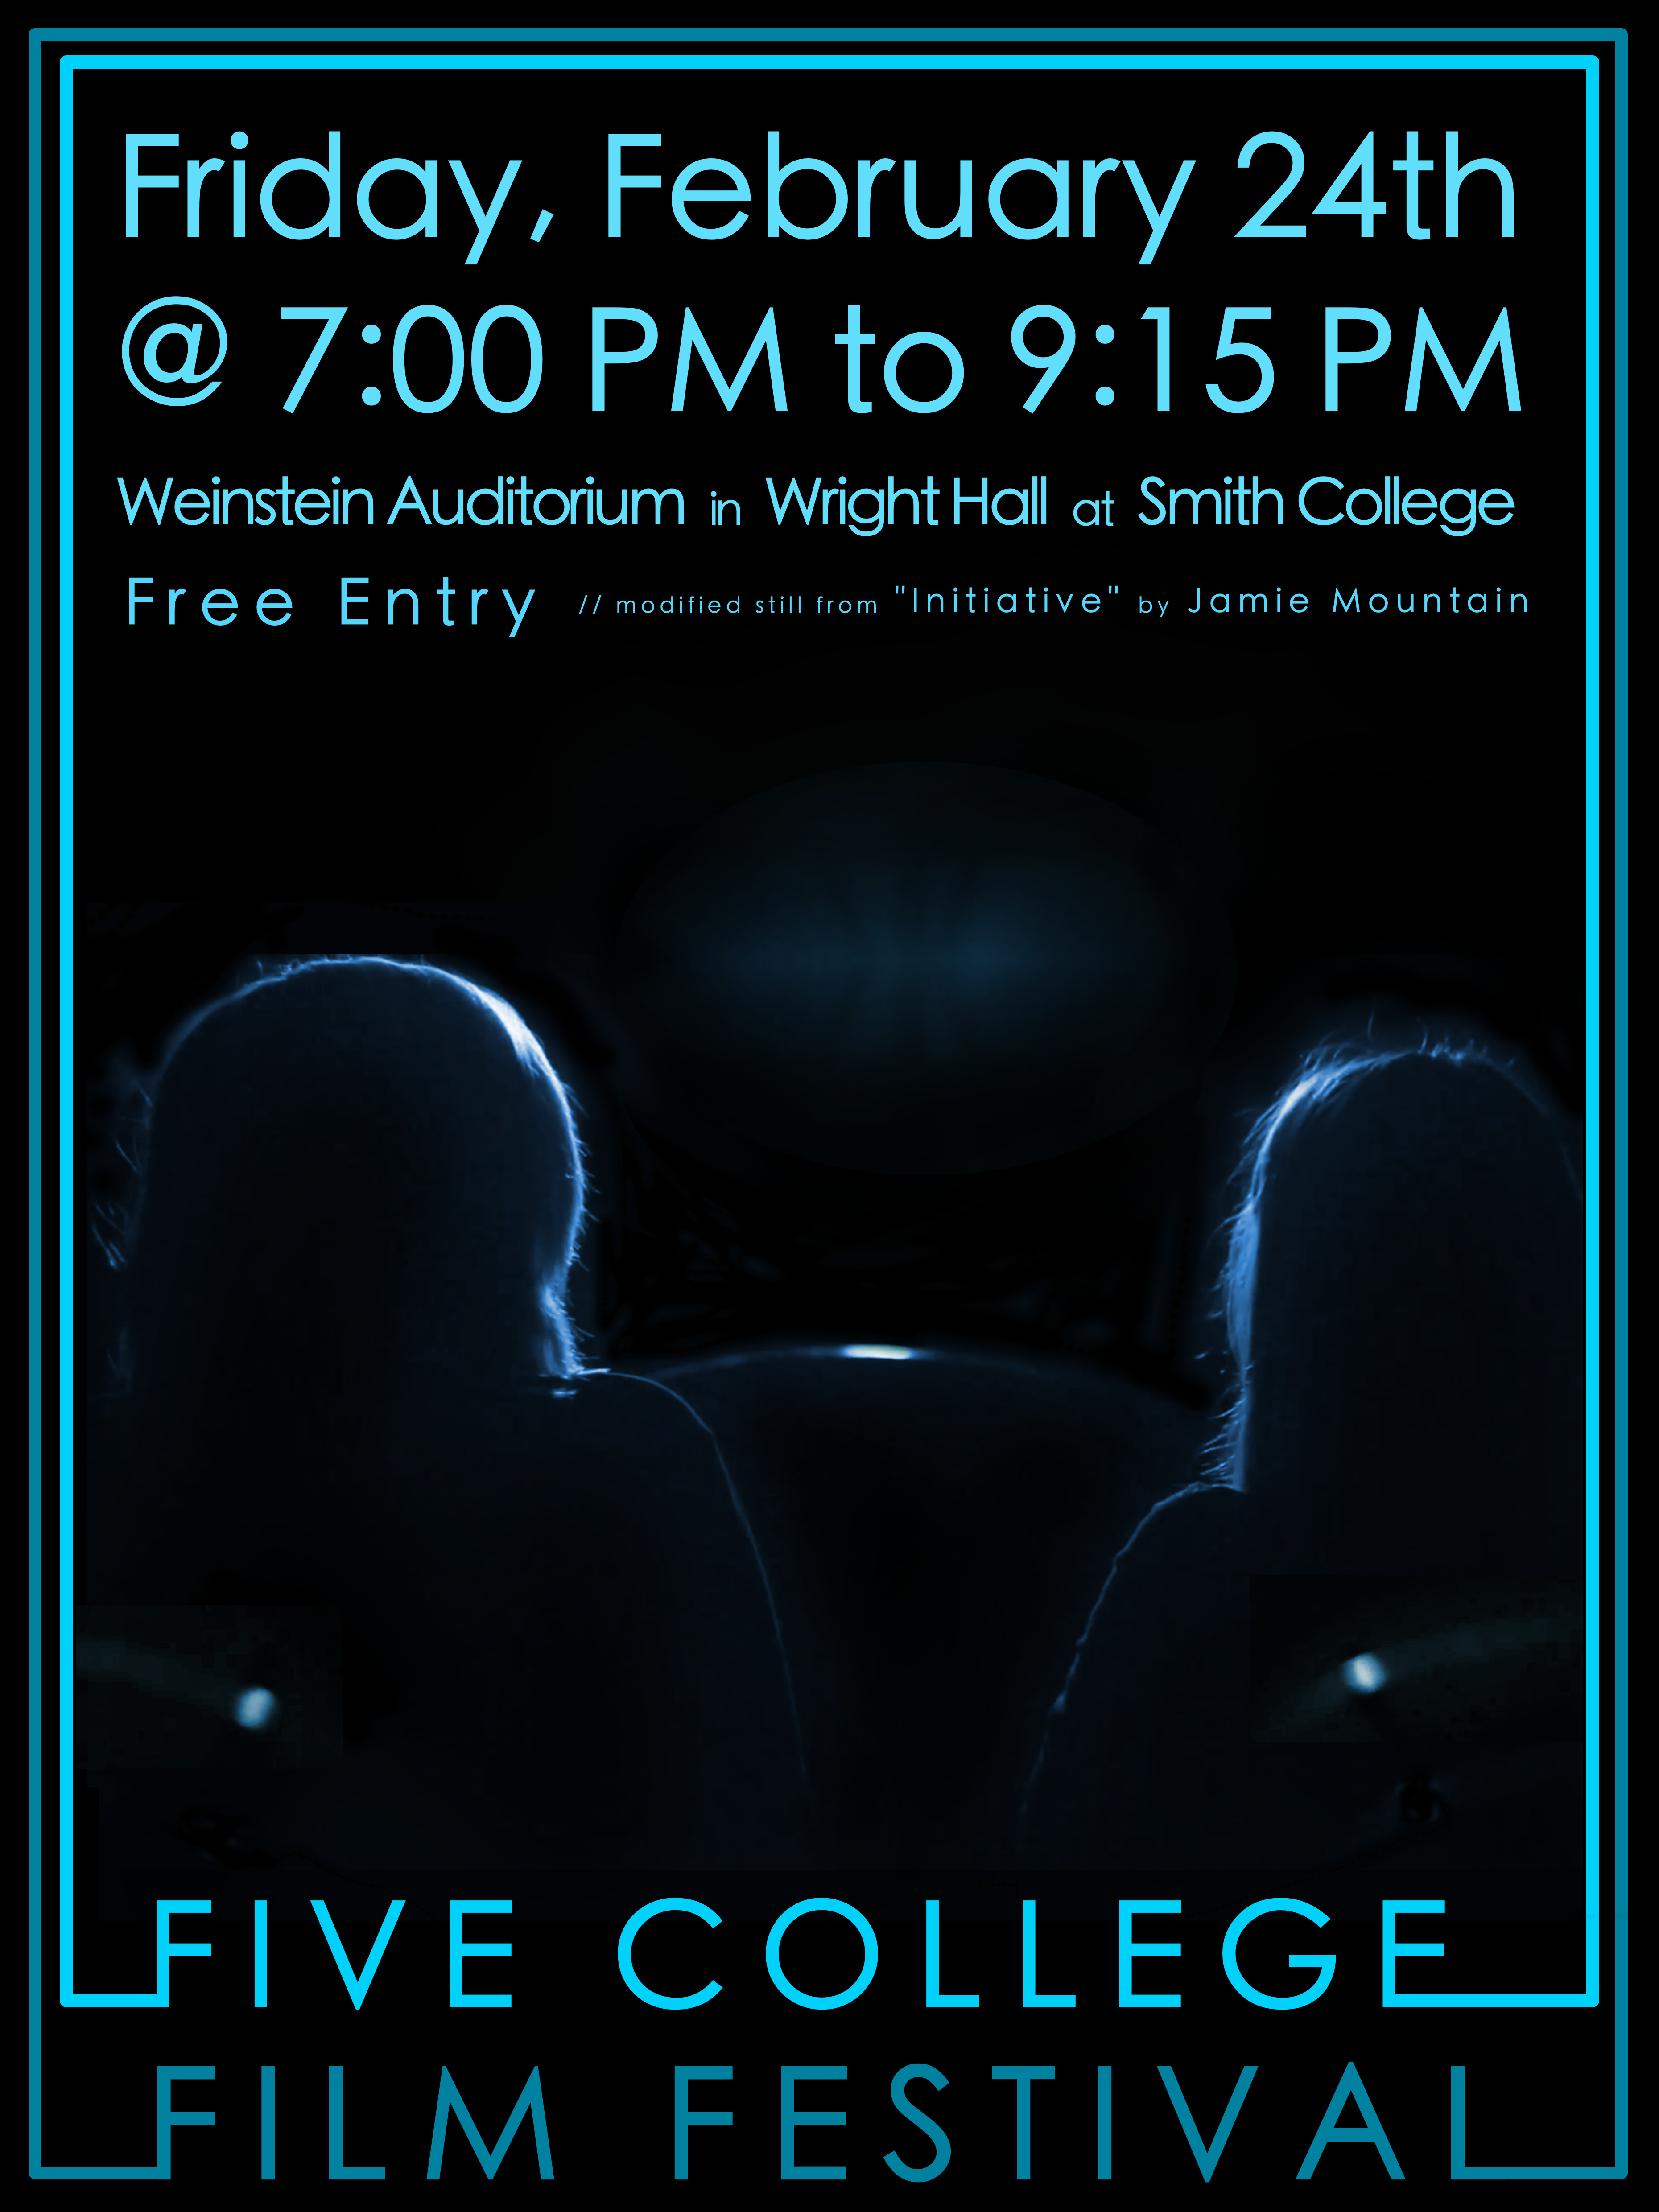 Friday, February 24th
@ 7:00 PM to 9:15 PM
Weinstein Auditorium in Wright Hall at Smith College
Free Entry // modified still from "Initiative" by Jamie Mountain
FIVE COLLEGE
FILM FESTIVAL